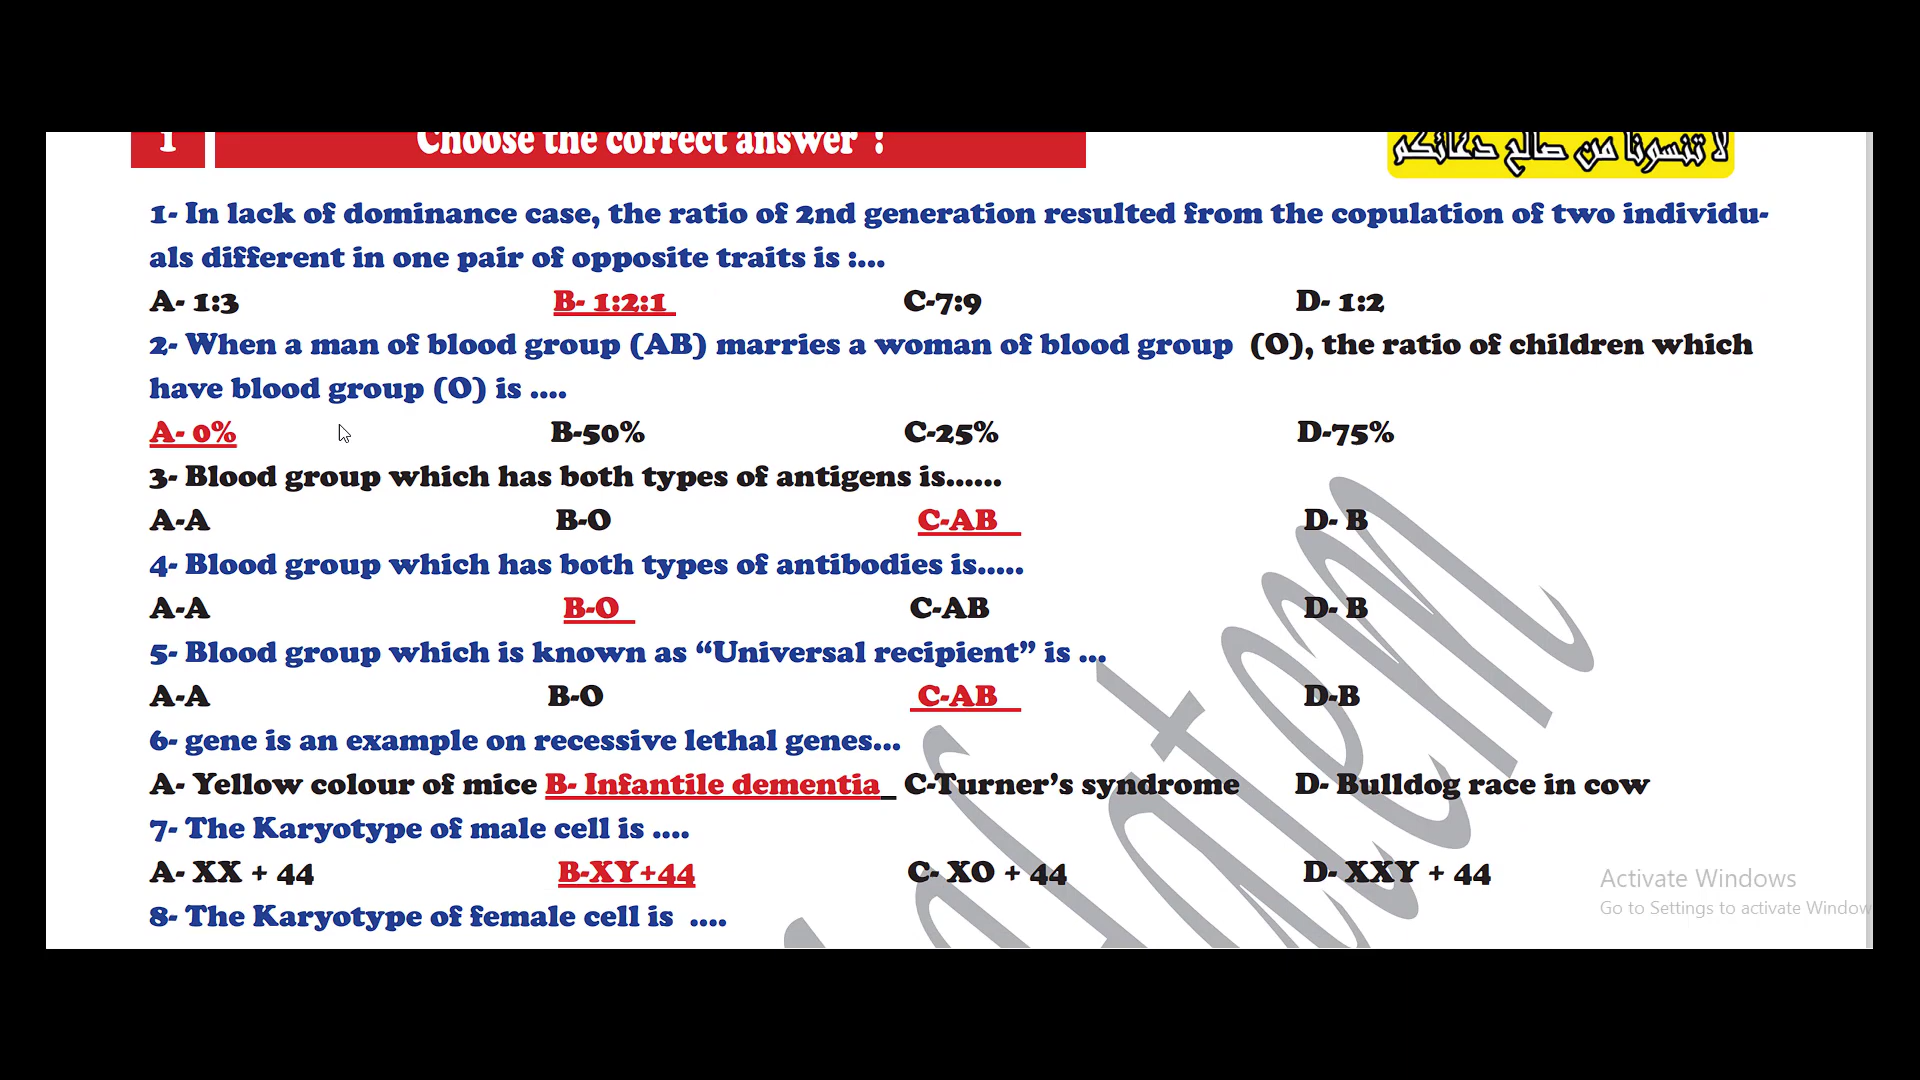 1 Choose the correct answer :
لا تنسونا من صالح دعائكم
1- In lack of dominance case, the ratio of 2nd generation resulted from the copulation of two individu-
als different in one pair of opposite traits is :...
A- 1:3 B- 1:2:1 C-7:9 D- 1:2
2- When a man of blood group (AB) marries a woman of blood group (O), the ratio of children which
have blood group (O) is ....
A- 0% B-50% C-25% D-75%
3- Blood group which has both types of antigens is......
A-A B-O C-AB D- B
4- Blood group which has both types of antibodies is.....
A-A B-O C-AB D- B
5- Blood group which is known as “Universal recipient” is ...
A-A B-O C-AB D-B
6- gene is an example on recessive lethal genes...
A- Yellow colour of mice B- Infantile dementia C-Turner’s syndrome D- Bulldog race in cow
7- The Karyotype of male cell is ....
A- XX + 44 B-XY+44 C- XO + 44 D- XXY + 44
8- The Karyotype of female cell is ....
Activate Windows
Go to Settings to activate Window